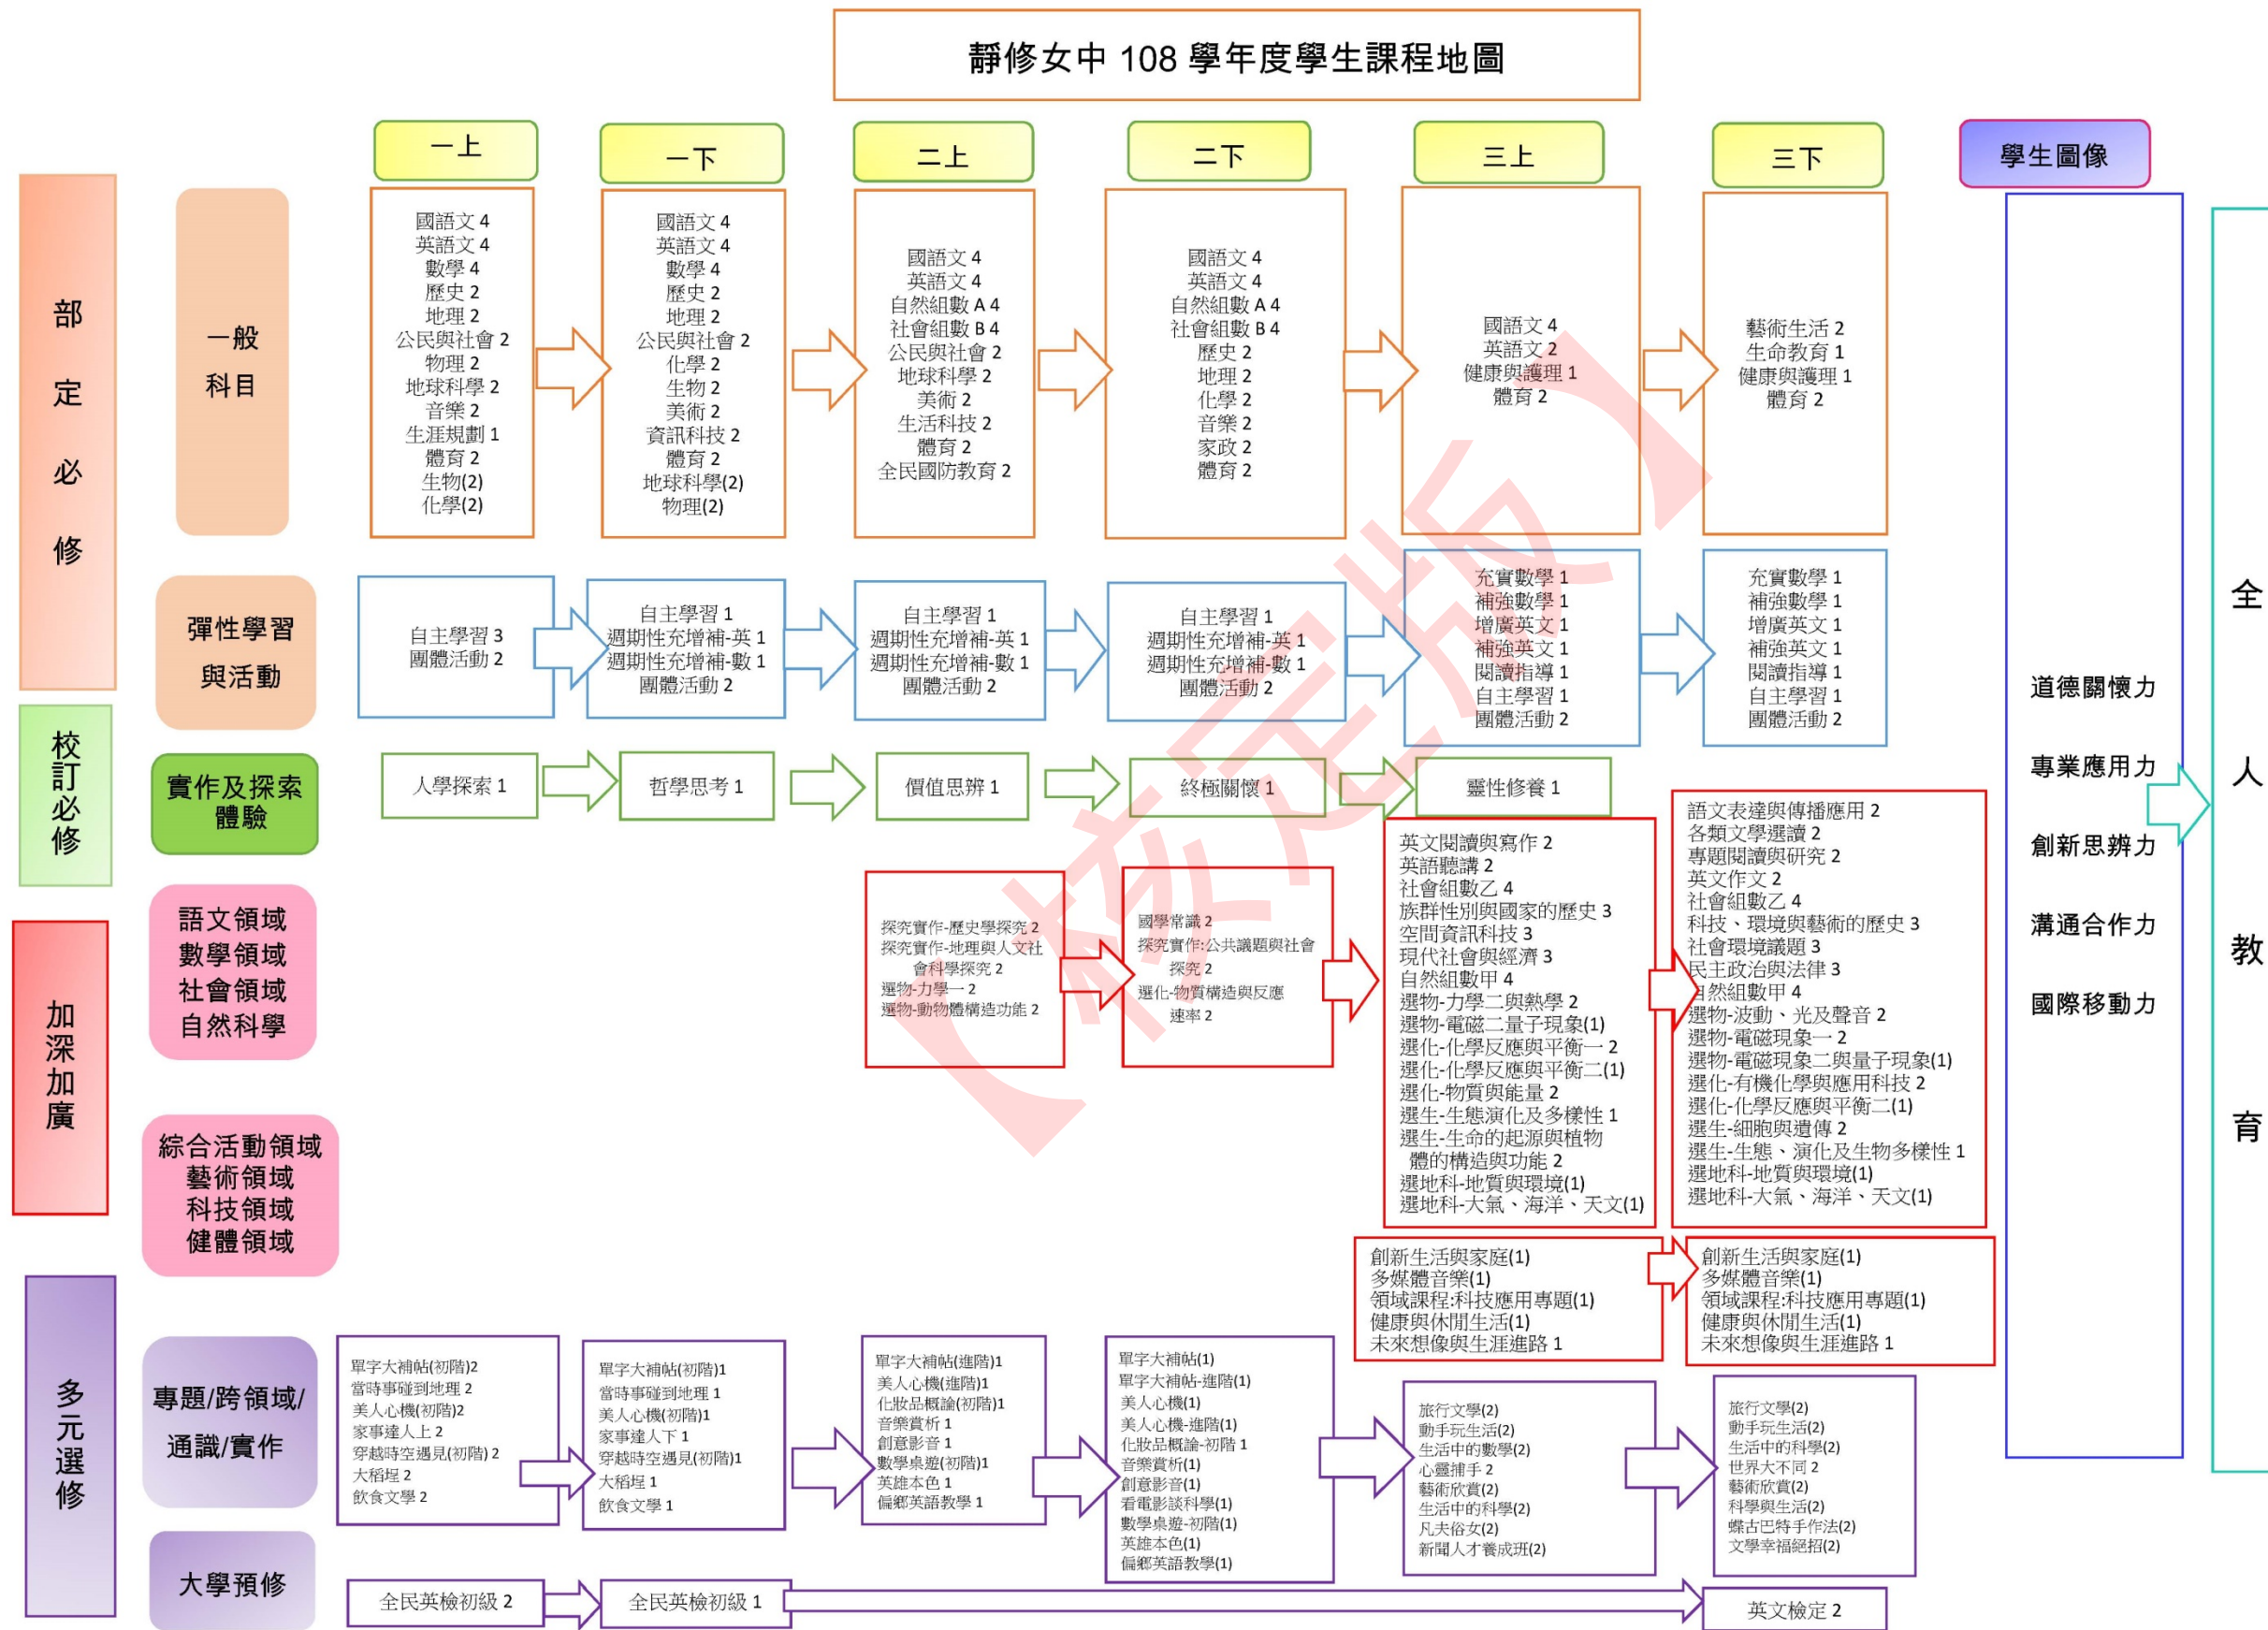 靜修女中 108 學年度學生課程地圖
一上
一下
二上
二下
三上
三下
學生圖像
部定必修
一般
科目
國語文 4
英語文 4
數學 4
歷史 2
地理 2
公民與社會 2
物理 2
地球科學 2
音樂 2
生涯規劃 1
體育 2
生物(2)
化學(2)
國語文 4
英語文 4
數學 4
歷史 2
地理 2
公民與社會 2
化學 2
生物 2
美術 2
資訊科技 2
體育 2
地球科學(2)
物理(2)
國語文 4
英語文 4
自然組數 A 4
社會組數 B 4
公民與社會 2
地球科學 2
美術 2
生活科技 2
體育 2
全民國防教育 2
國語文 4
英語文 4
自然組數 A 4
社會組數 B 4
歷史 2
地理 2
化學 2
音樂 2
家政 2
體育 2
國語文 4
英語文 2
健康與護理 1
體育 2
藝術生活 2
生命教育 1
健康與護理 1
體育 2
彈性學習
與活動
自主學習 3
團體活動 2
自主學習 1
週期性充增補-英 1
週期性充增補-數 1
團體活動 2
自主學習 1
週期性充增補-英 1
週期性充增補-數 1
團體活動 2
自主學習 1
週期性充增補-英 1
週期性充增補-數 1
團體活動 2
充實數學 1
補強數學 1
增廣英文 1
補強英文 1
閱讀指導 1
自主學習 1
團體活動 2
充實數學 1
補強數學 1
增廣英文 1
補強英文 1
閱讀指導 1
自主學習 1
團體活動 2
校訂必修
實作及探索
體驗
人學探索 1
哲學思考 1
價值思辨 1
終極關懷 1
靈性修養 1
加深加廣
語文領域
數學領域
社會領域
自然科學
探究實作-歷史學探究 2
探究實作-地理與人文社
會科學探究 2
選物-力學一 2
選物-動物體構造功能 2
國學常識 2
探究實作:公共議題與社會
探究 2
選化-物質構造與反應
速率 2
英文閱讀與寫作 2
英語聽講 2
社會組數乙 4
族群性別與國家的歷史 3
空間資訊科技 3
現代社會與經濟 3
自然組數甲 4
選物-力學二與熱學 2
選物-電磁二量子現象(1)
選化-化學反應與平衡一 2
選化-化學反應與平衡二(1)
選化-物質與能量 2
選生-生態演化及多樣性 1
選生-生命的起源與植物
體的構造與功能 2
選地科-地質與環境(1)
選地科-大氣、海洋、天文(1)
語文表達與傳播應用 2
各類文學選讀 2
專題閱讀與研究 2
英文作文 2
社會組數乙 4
科技、環境與藝術的歷史 3
社會環境議題 3
民主政治與法律 3
自然組數甲 4
選物-波動、光及聲音 2
選物-電磁現象一 2
選物-電磁現象二與量子現象(1)
選化-有機化學與應用科技 2
選化-化學反應與平衡二(1)
選生-細胞與遺傳 2
選生-生態、演化及生物多樣性 1
選地科-地質與環境(1)
選地科-大氣、海洋、天文(1)
綜合活動領域
藝術領域
科技領域
健體領域
創新生活與家庭(1)
多媒體音樂(1)
領域課程:科技應用專題(1)
健康與休閒生活(1)
未來想像與生涯進路 1
創新生活與家庭(1)
多媒體音樂(1)
領域課程:科技應用專題(1)
健康與休閒生活(1)
未來想像與生涯進路 1
多元選修
專題/跨領域/
通識/實作
單字大補帖(初階)2
當時事碰到地理 2
美人心機(初階)2
家事達人上 2
穿越時空遇見(初階) 2
大稻埕 2
飲食文學 2
單字大補帖(初階)1
當時事碰到地理 1
美人心機(初階)1
家事達人下 1
穿越時空遇見(初階)1
大稻埕 1
飲食文學 1
單字大補帖(進階)1
美人心機(進階)1
化妝品概論(初階)1
音樂賞析 1
創意影音 1
數學桌遊(初階)1
英雄本色 1
偏鄉英語教學 1
單字大補帖(1)
單字大補帖-進階(1)
美人心機(1)
美人心機-進階(1)
化妝品概論-初階 1
音樂賞析(1)
創意影音(1)
看電影談科學(1)
數學桌遊-初階(1)
英雄本色(1)
偏鄉英語教學(1)
旅行文學(2)
動手玩生活(2)
生活中的數學(2)
心靈捕手 2
藝術欣賞(2)
生活中的科學(2)
凡夫俗女(2)
新聞人才養成班(2)
旅行文學(2)
動手玩生活(2)
生活中的科學(2)
世界大不同 2
藝術欣賞(2)
科學與生活(2)
蝶古巴特手作法(2)
文學幸福絕招(2)
大學預修
全民英檢初級 2
全民英檢初級 1
英文檢定 2
道德關懷力
專業應用力
創新思辨力
溝通合作力
國際移動力
全人教育
【核定版】